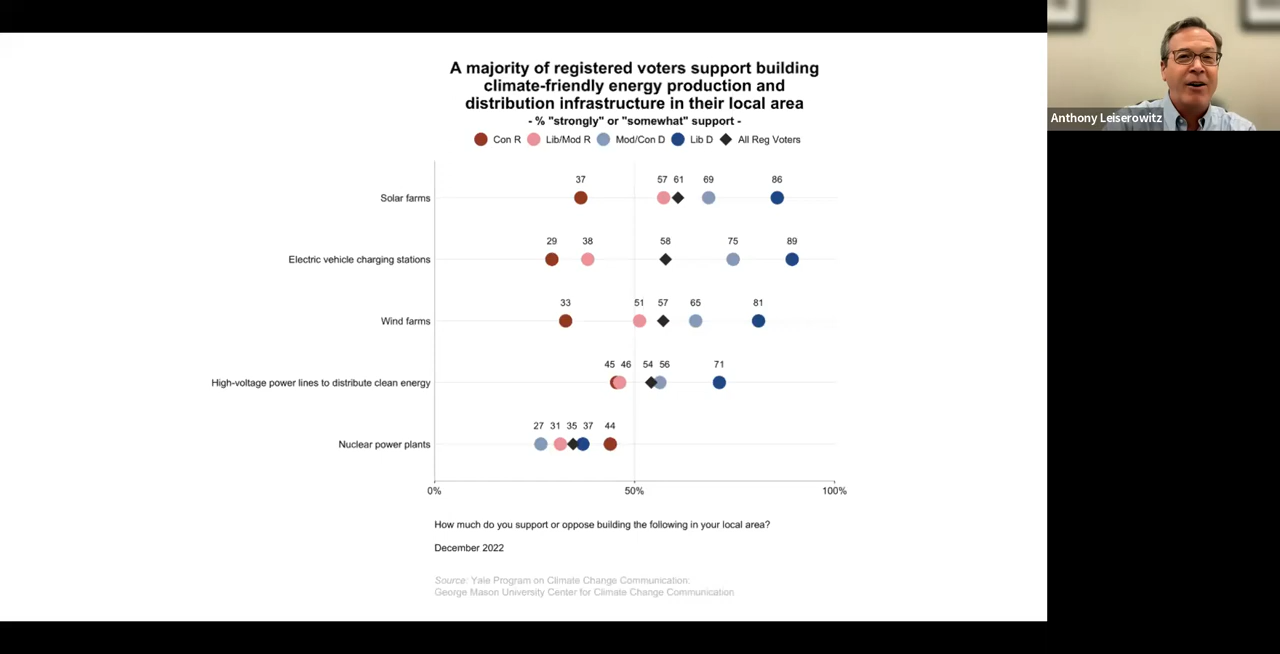 A majority of registered voters support building
climate-friendly energy production and
distribution infrastructure in their local area
- % "strongly" or "somewhat" support -
Con R Lib/Mod R Mod/Con D Lib D All Reg Voters
37 57 61 69 86
Solar farms
29 38 58 75 89
Electric vehicle charging stations
33 51 57 65 81
Wind farms
45 46 54 56 71
High-voltage power lines to distribute clean energy
27 31 35 37 44
Nuclear power plants
0% 50% 100%
How much do you support or oppose building the following in your local area?
December 2022
Source: Yale Program on Climate Change Communication:
George Mason University Center for Climate Change Communication
Anthony Leiserowitz